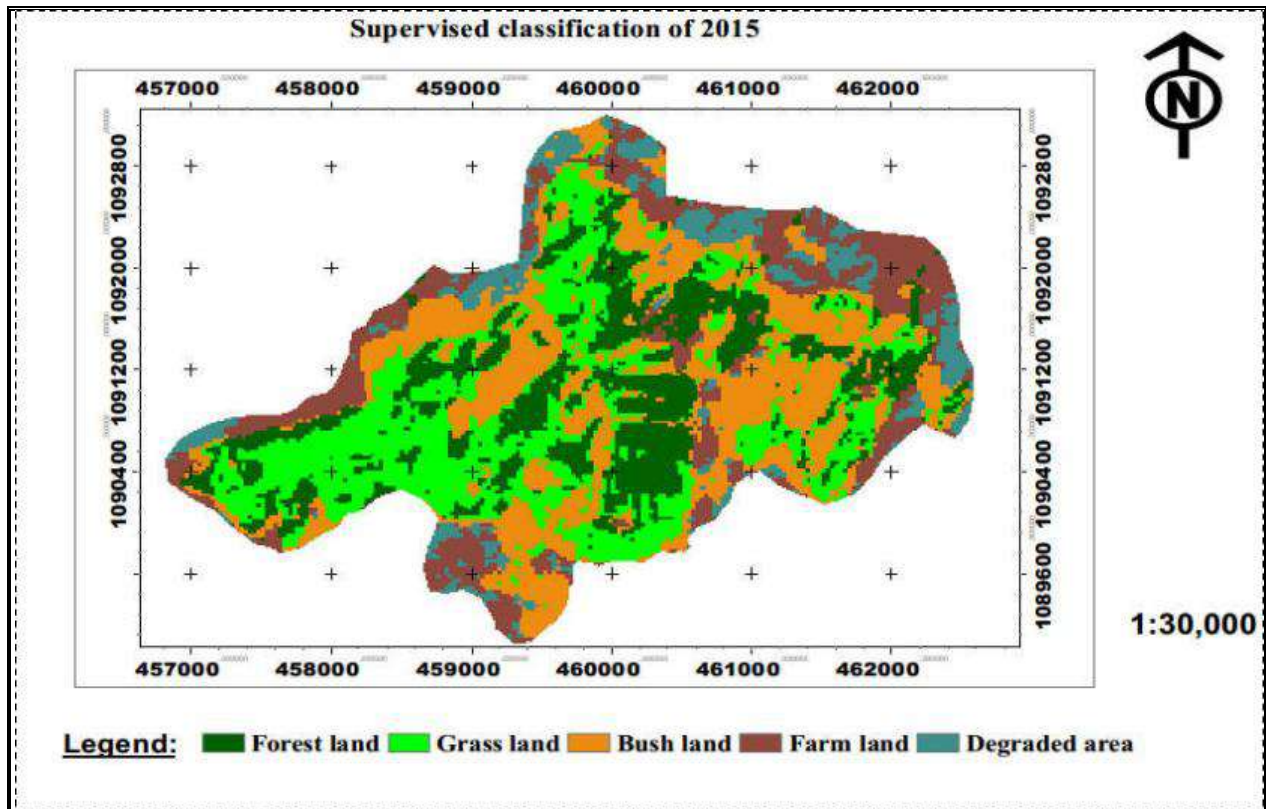 Supervised classification of 2015
N
457000 458000 459000 460000 461000 462000
1092800 1092800
1092000 1092000
1091200 1091200
1090400 1090400
1089600
457000 458000 459000 460000 461000 462000
1:30,000
Legend: Forest land Grass land Bush land Farm land Degraded area